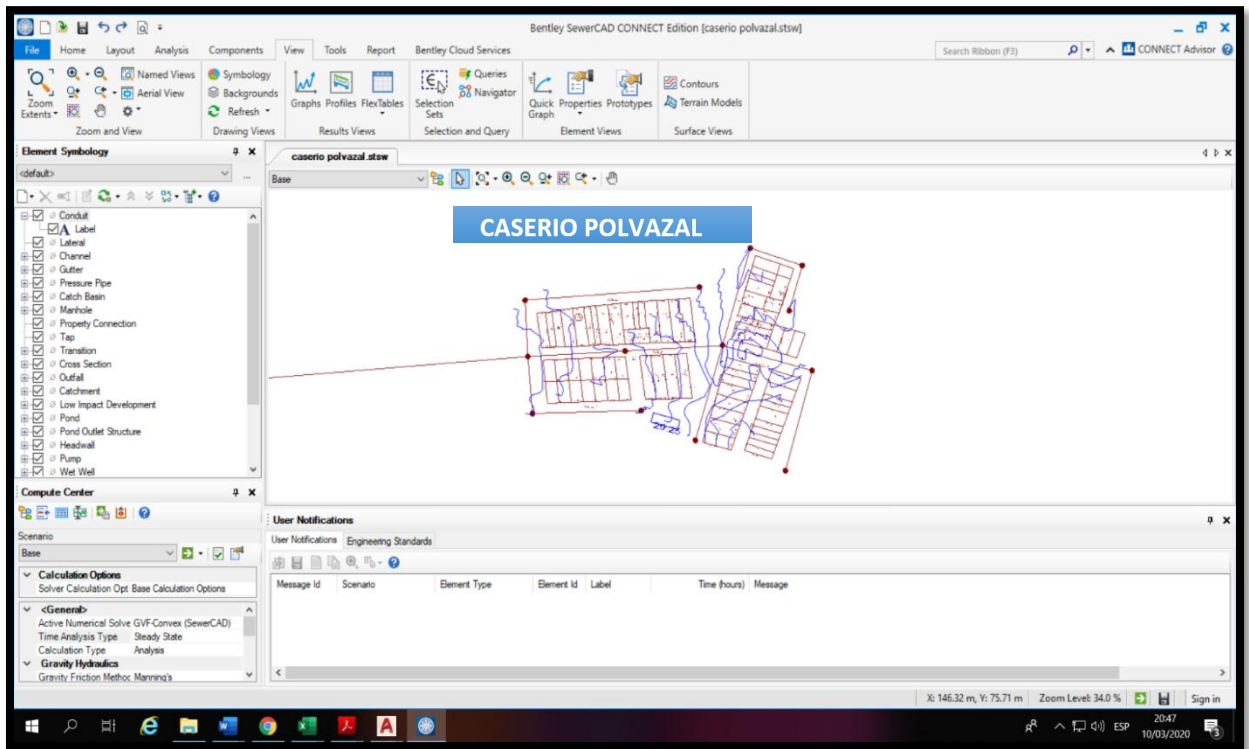 Bentley SewerCAD CONNECT Edition [caserio polvazal.stsw]
File Home Layout Analysis Components View Tools Report Bentley Cloud Services Search Ribbon (F3) CONNECT Advisor
Zoom Extents
Named Views
Aerial View
Zoom and View
Symbology
Backgrounds
Refresh
Drawing Views
Graphs Profiles FlexTables
Results Views
Selection Sets
Queries
Navigator
Selection and Query
Quick Graph
Properties Prototypes
Element Views
Contours
Terrain Models
Surface Views
Element Symbology
<default>
...
Conduit
Label
Lateral
Channel
Gutter
Pressure Pipe
Catch Basin
Manhole
Property Connection
Tap
Transition
Cross Section
Outfall
Catchment
Low Impact Development
Pond
Pond Outlet Structure
Headwall
Pump
Wet Well
Compute Center
Scenario
Base
Calculation Options
Solver Calculation Opt Base Calculation Options
<General>
Active Numerical Solve GVF-Convex (SewerCAD)
Time Analysis Type Steady State
Calculation Type Analysis
Gravity Hydraulics
Gravity Friction Methoc Manning's
caserio polvazal.stsw
Base
CASERIO POLVAZAL
29.25
User Notifications
User Notifications Engineering Standards
Message Id Scenario Element Type Element Id Label Time (hours) Message
X: 146.32 m, Y: 75.71 m Zoom Level: 34.0 % Sign in
ESP
20:47
10/03/2020
3